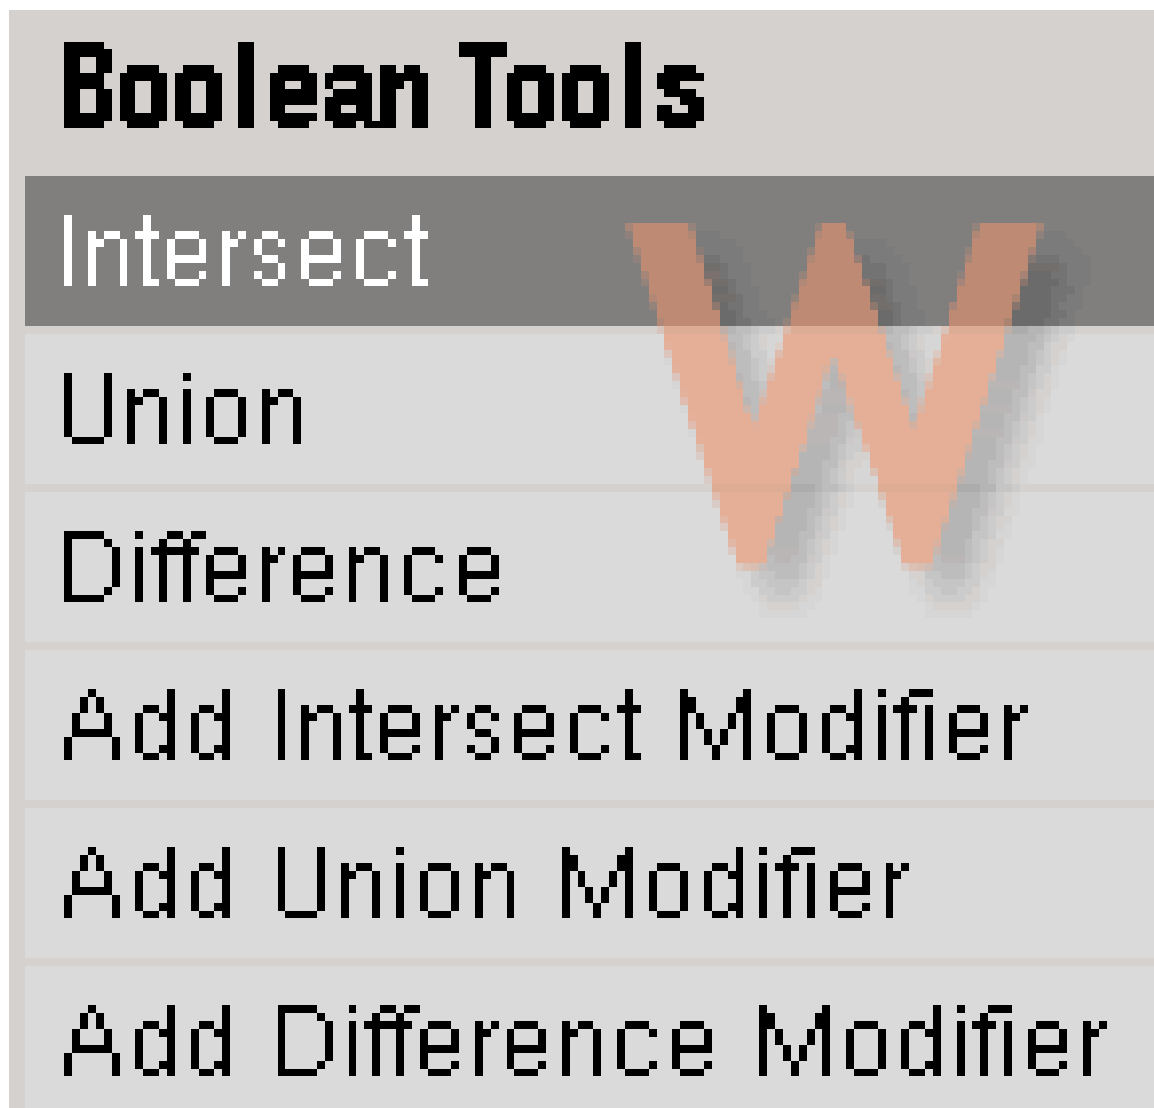 Boolean Tools
Intersect
W
Union
Difference
Add Intersect Modifier
Add Union Modifier
Add Difference Modifier